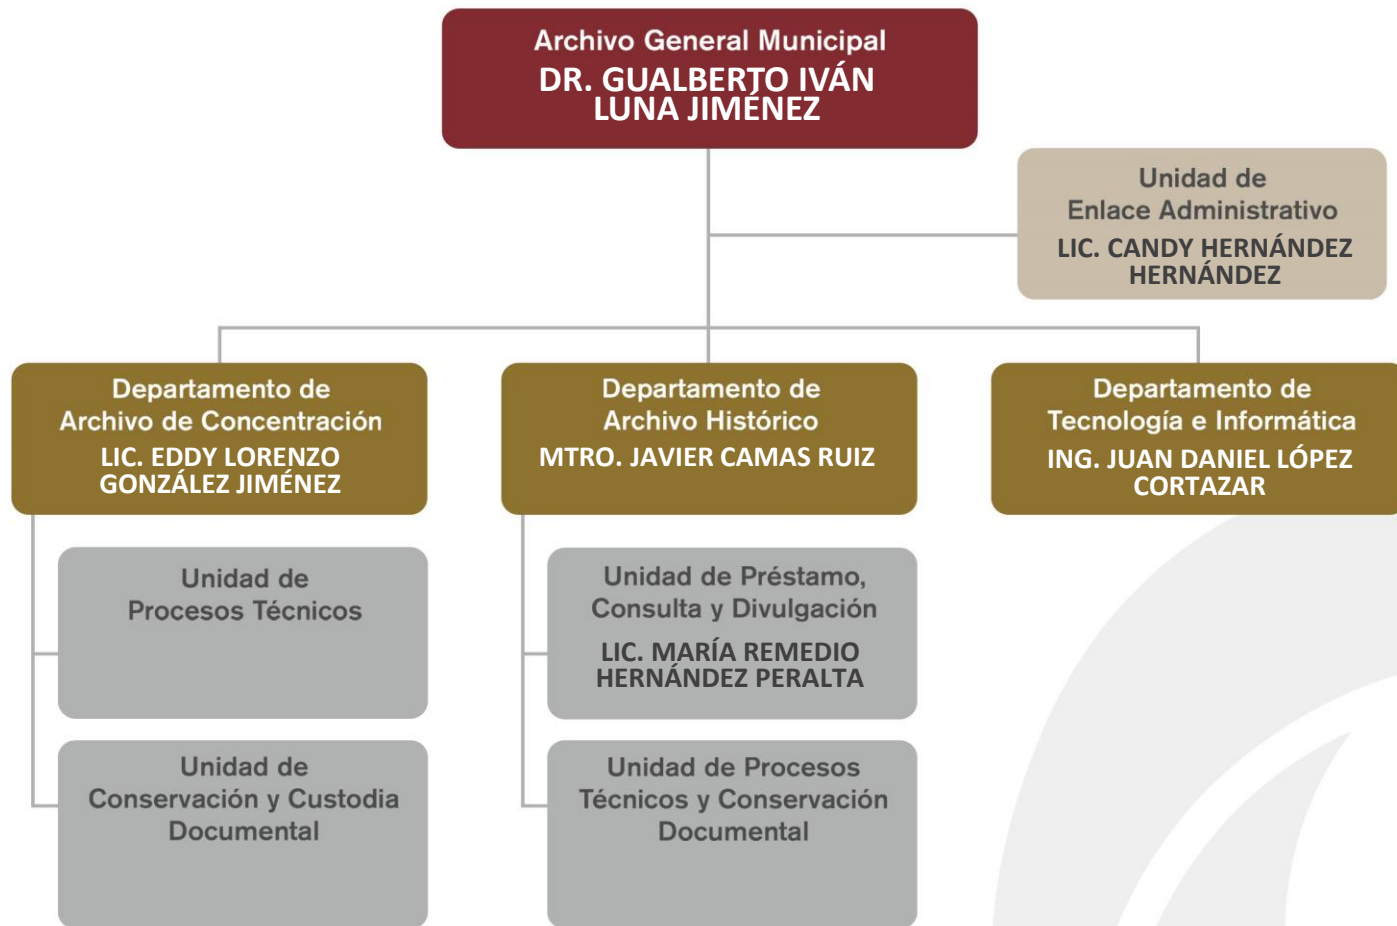 Archivo General Municipal
DR. GUALBERTO IVÁN
LUNA JIMÉNEZ
Unidad de
Enlace Administrativo
LIC. CANDY HERNÁNDEZ
HERNÁNDEZ
Departamento de
Archivo de Concentración
LIC. EDDY LORENZO
GONZÁLEZ JIMÉNEZ
Departamento de
Archivo Histórico
MTRO. JAVIER CAMAS RUIZ
Departamento de
Tecnología e Informática
ING. JUAN DANIEL LÓPEZ
CORTAZAR
Unidad de
Procesos Técnicos
Unidad de Préstamo,
Consulta y Divulgación
LIC. MARÍA REMEDIO
HERNÁNDEZ PERALTA
Unidad de
Conservación y Custodia
Documental
Unidad de Procesos
Técnicos y Conservación
Documental